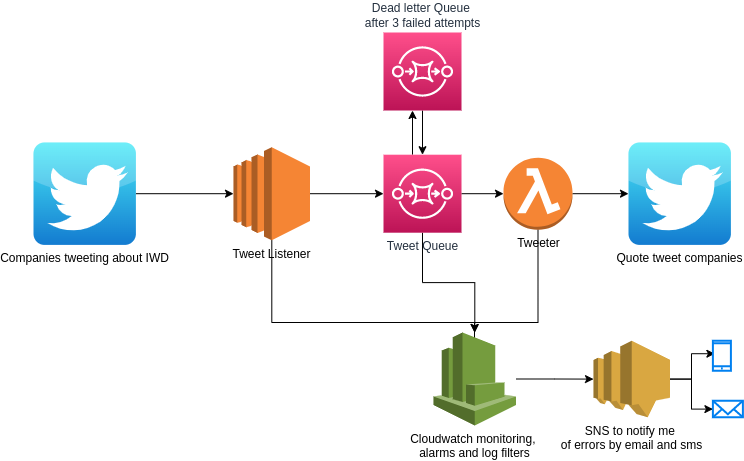 Dead letter Queue
after 3 failed attempts
Companies tweeting about IWD
Tweet Listener
Tweet Queue
Tweeter
Quote tweet companies
Cloudwatch monitoring,
alarms and log filters
SNS to notify me
of errors by email and sms